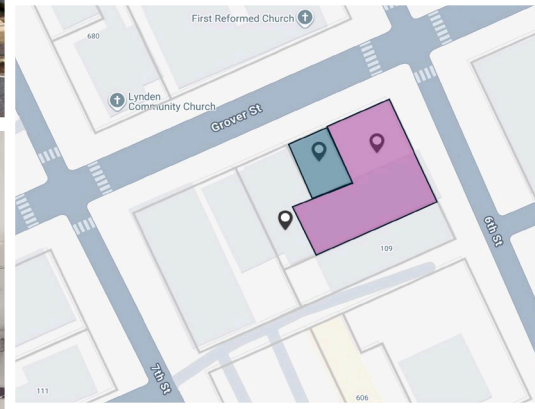 First Reformed Church
680
Lynden
Community Church
Grover St
6th St
109
7th St
111
606